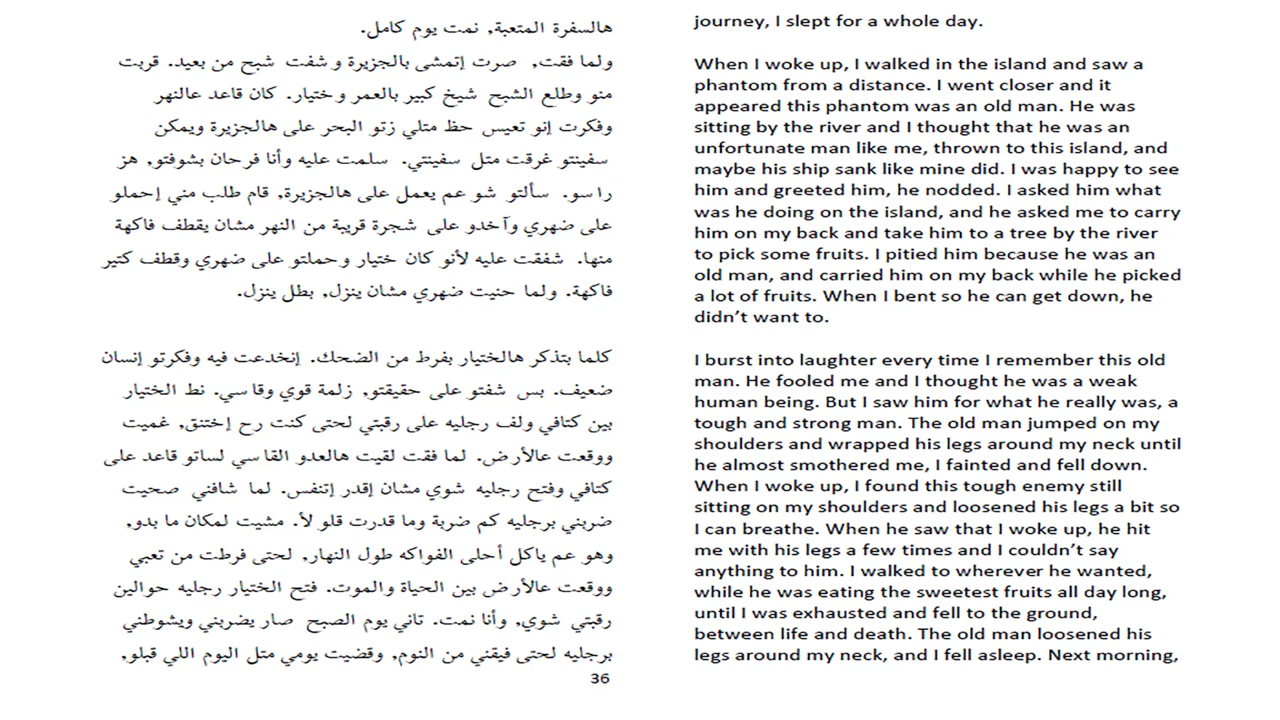 هالسفرة المتعبة, نمت يوم كامل.
ولما فقت, صرت إتمشى بالجزيرة وشفت شبح من بعيد. قربت
منو وطلع الشبح شيخ كبير بالعمر وختيار. كان قاعد عالنهر
وفكرت إنو تعيس حظ متلي زتو البحر على هالجزيرة ويمكن
سفينتو غرقت متل سفينتي. سلمت عليه وأنا فرحان بشوفتو, هز
راسو. سألتو شو عم يعمل على هالجزيرة, قام طلب مني إحملو
على ضهري وآخدو على شجرة قريبة من النهر مشان يقطف فاكهة
منها. شفقت عليه لأنو كان ختيار وحملتو على ضهري وقطف كتير
فاكهة. ولما حنيت ضهري مشان ينزل, بطل ينزل.
كلما بتذكر هالختيار بفرط من الضحك. إنخدعت فيه وفكرتو إنسان
ضعيف. بس شفتو على حقيقتو, زلمة قوي وقاسي. نط الختيار
بين كتافي ولف رجليه على رقبتي لحتى كنت رح إختنق, غميت
ووقعت عالأرض. لما فقت لقيت هالعدو القاسي لساتو قاعد على
كتافي وفتح رجليه شوي مشان إقدر إتنفس. لما شافني صحيت
ضربني برجليه كم ضربة وما قدرت قلو لأ. مشيت لمكان ما بدو,
وهو عم ياكل أحلى الفواكه طول النهار, لحتى فرطت من تعبي
ووقعت عالأرض بين الحياة والموت. فتح الختيار رجليه حوالين
رقبتي شوي, وأنا نمت. تاني يوم الصبح صار يضربني ويشوطني
برجليه لحتى فيقني من النوم, وقضيت يومي متل اليوم اللي قبلو,
36
journey, I slept for a whole day.
When I woke up, I walked in the island and saw a
phantom from a distance. I went closer and it
appeared this phantom was an old man. He was
sitting by the river and I thought that he was an
unfortunate man like me, thrown to this island, and
maybe his ship sank like mine did. I was happy to see
him and greeted him, he nodded. I asked him what
was he doing on the island, and he asked me to carry
him on my back and take him to a tree by the river
to pick some fruits. I pitied him because he was an
old man, and carried him on my back while he picked
a lot of fruits. When I bent so he can get down, he
didn’t want to.
I burst into laughter every time I remember this old
man. He fooled me and I thought he was a weak
human being. But I saw him for what he really was, a
tough and strong man. The old man jumped on my
shoulders and wrapped his legs around my neck until
he almost smothered me, I fainted and fell down.
When I woke up, I found this tough enemy still
sitting on my shoulders and loosened his legs a bit so
I can breathe. When he saw that I woke up, he hit
me with his legs a few times and I couldn’t say
anything to him. I walked to wherever he wanted,
while he was eating the sweetest fruits all day long,
until I was exhausted and fell to the ground,
between life and death. The old man loosened his
legs around my neck, and I fell asleep. Next morning,